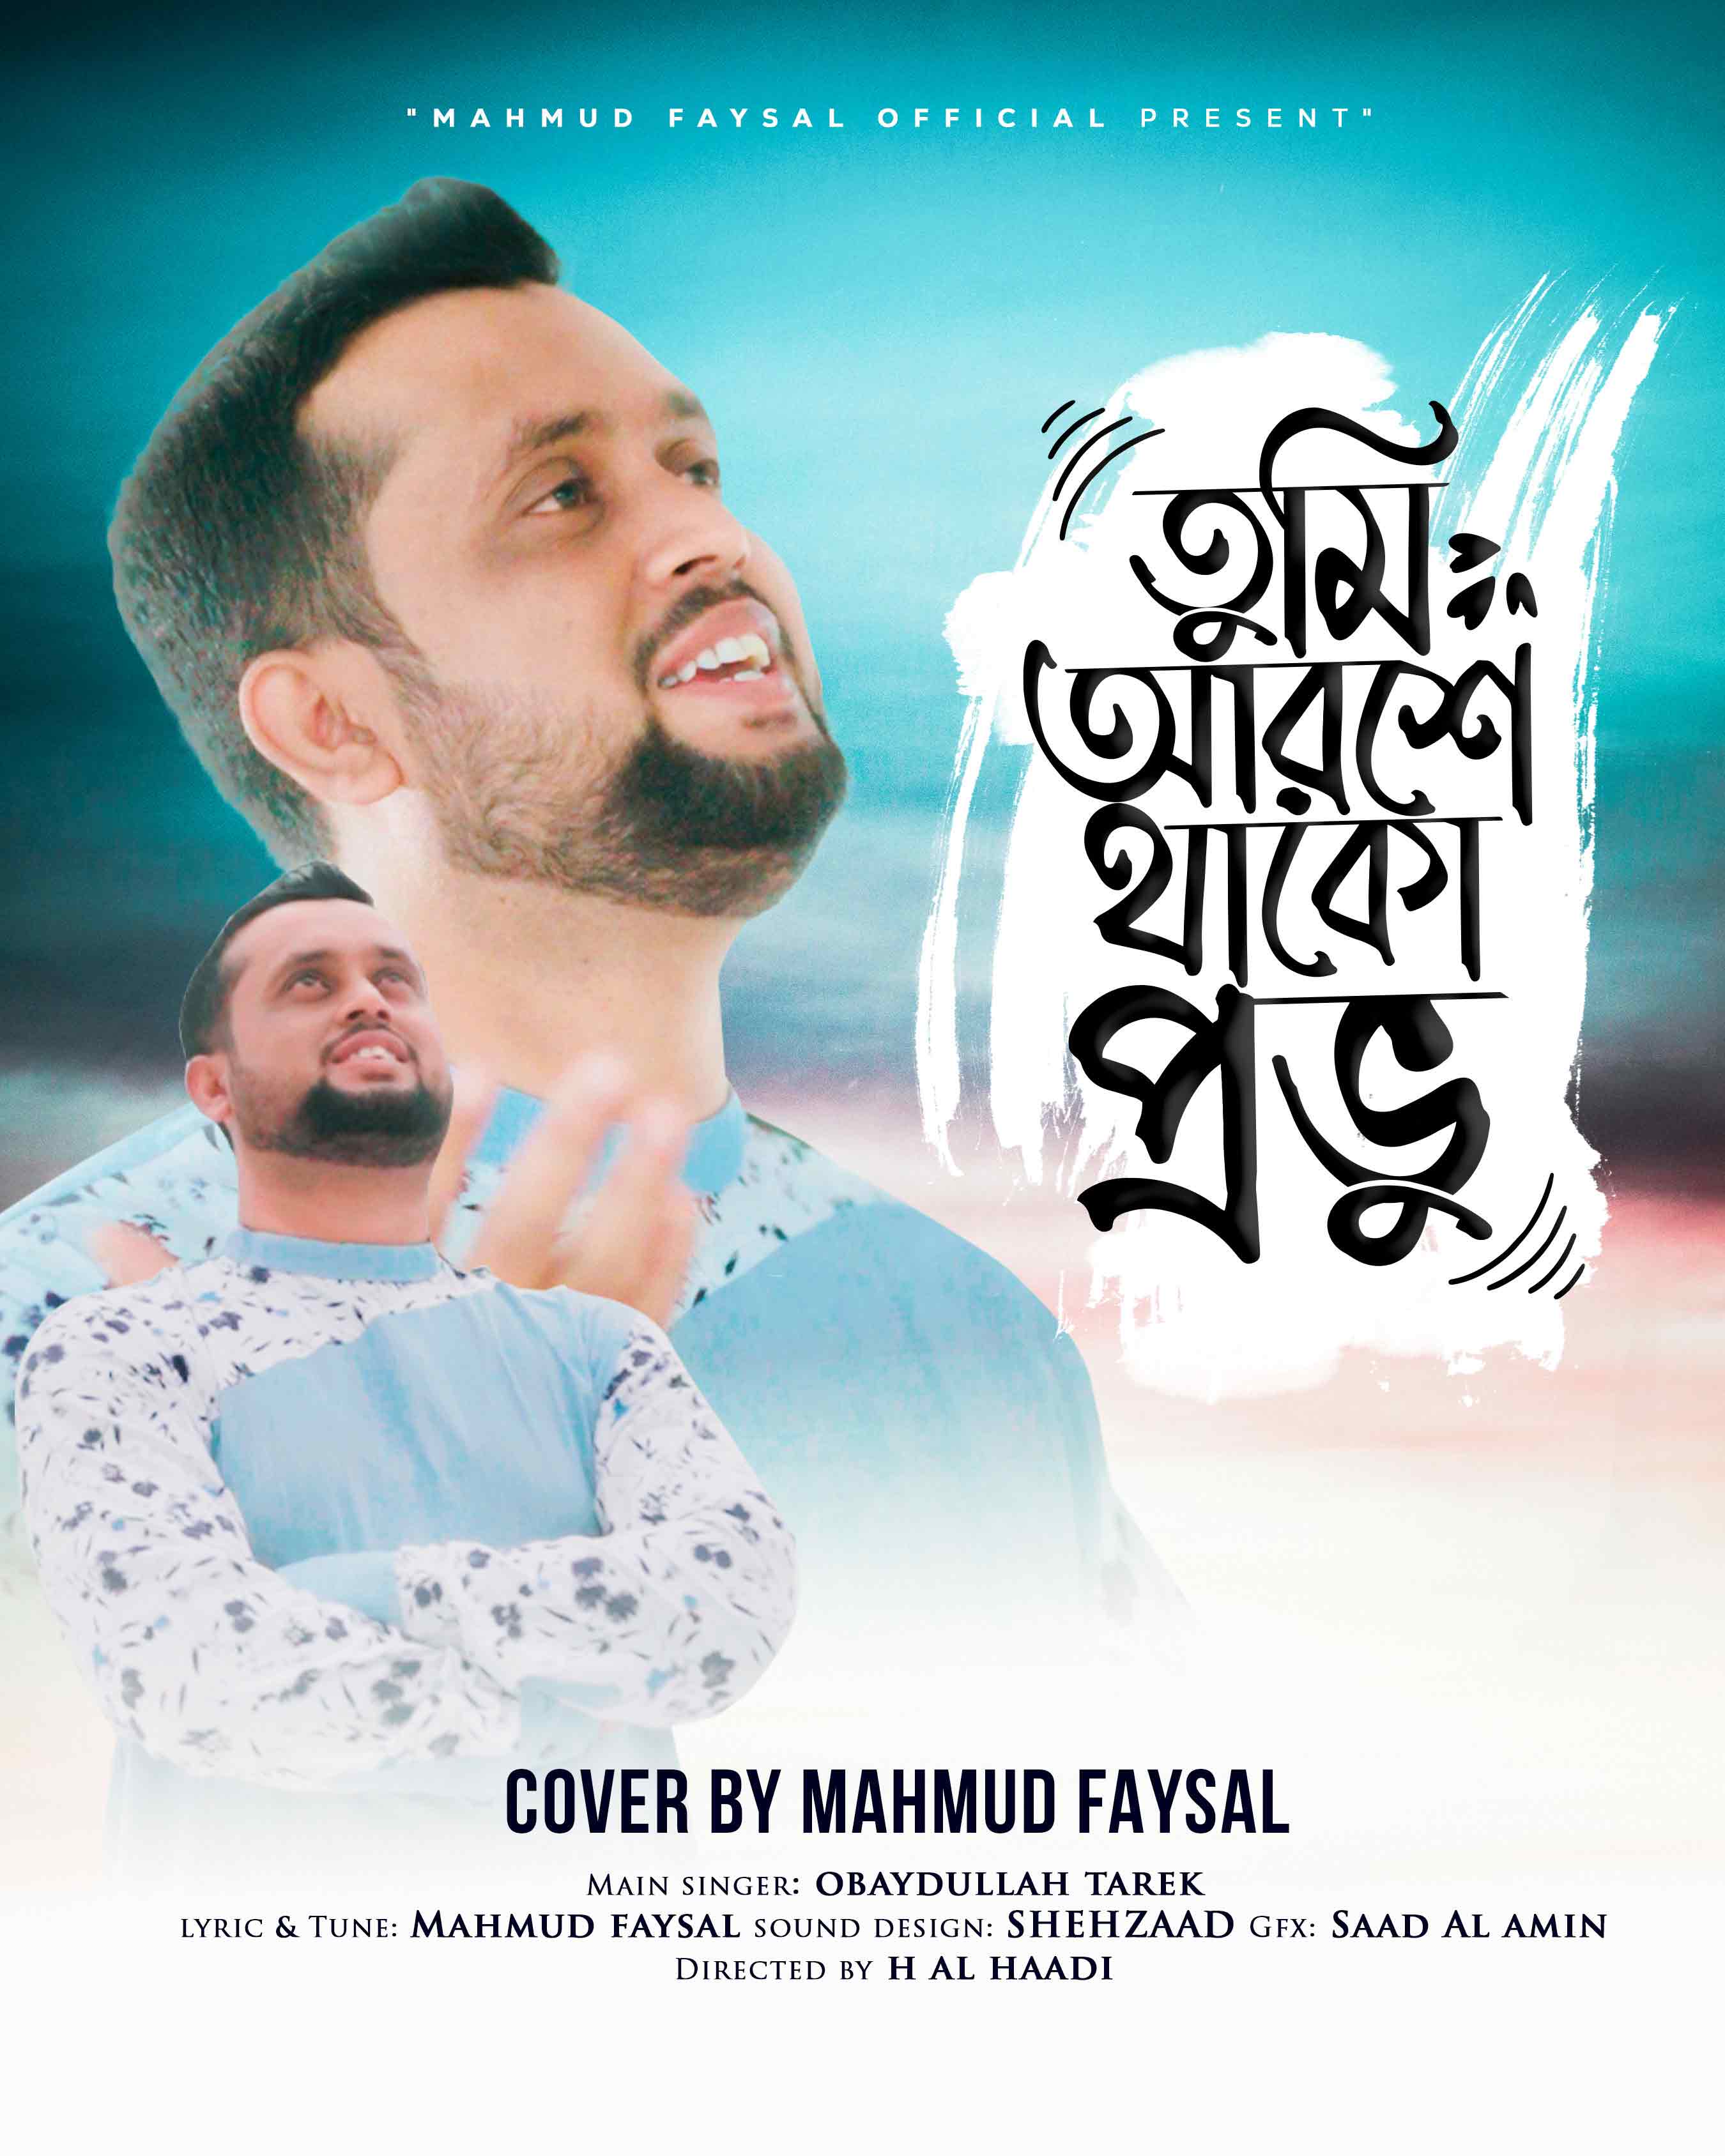 "MAHMUD FAYSAL OFFICIAL PRESENT"
তুমি
আরশে
থাকো
প্রভু
COVER BY MAHMUD FAYSAL
MAIN SINGER: OBAYDULLAH TAREK
LYRIC & TUNE: MAHMUD FAYSAL SOUND DESIGN: SHEHZAAD GFX: SAAD AL AMIN
DIRECTED BY H AL HAADI